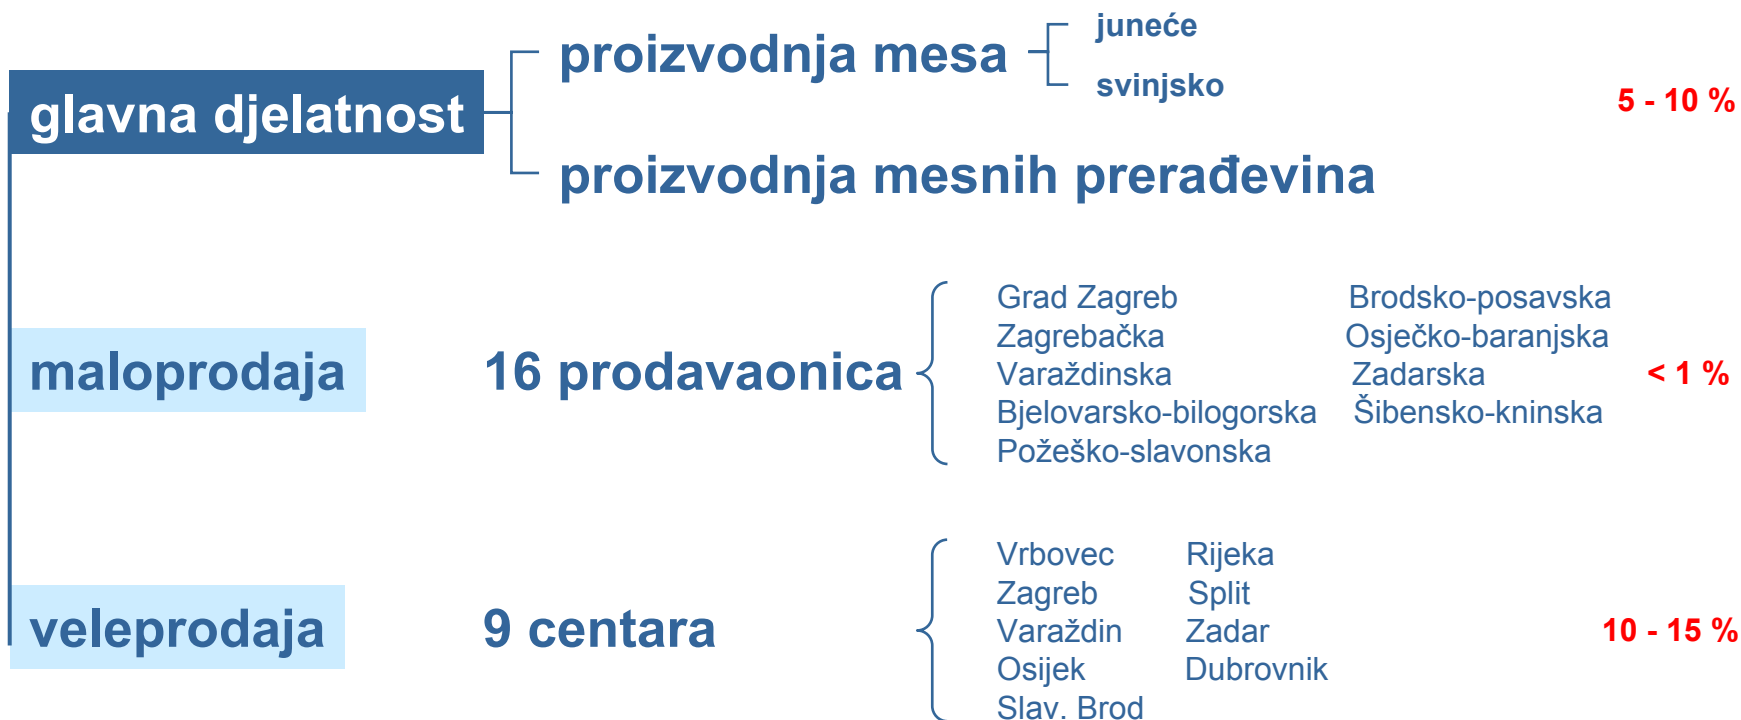 glavna djelatnost
proizvodnja mesa
juneće
svinjsko
proizvodnja mesnih prerađevina
5 - 10 %
maloprodaja
16 prodavaonica
Grad Zagreb
Zagrebačka
Varaždinska
Bjelovarsko-bilogorska
Požeško-slavonska
Brodsko-posavska
Osječko-baranjska
Zadarska
Šibensko-kninska
< 1 %
veleprodaja
9 centara
Vrbovec
Zagreb
Varaždin
Osijek
Slav. Brod
Rijeka
Split
Zadar
Dubrovnik
10 - 15 %